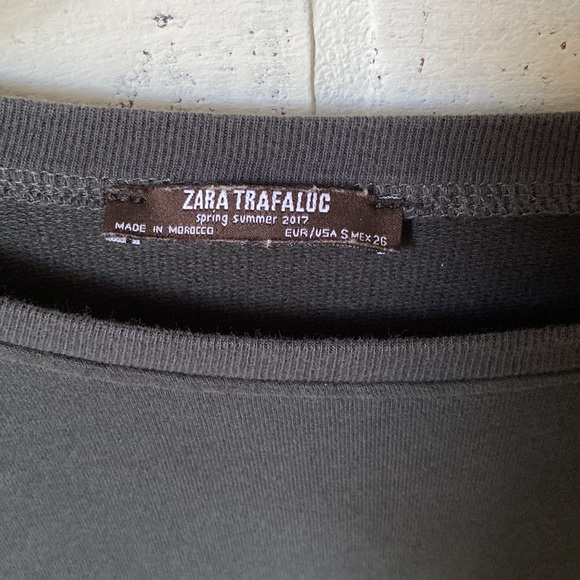 ZARA TRAFALUC
spring summer 2017
MADE IN MOROCCO EUR/USA S MEX 26